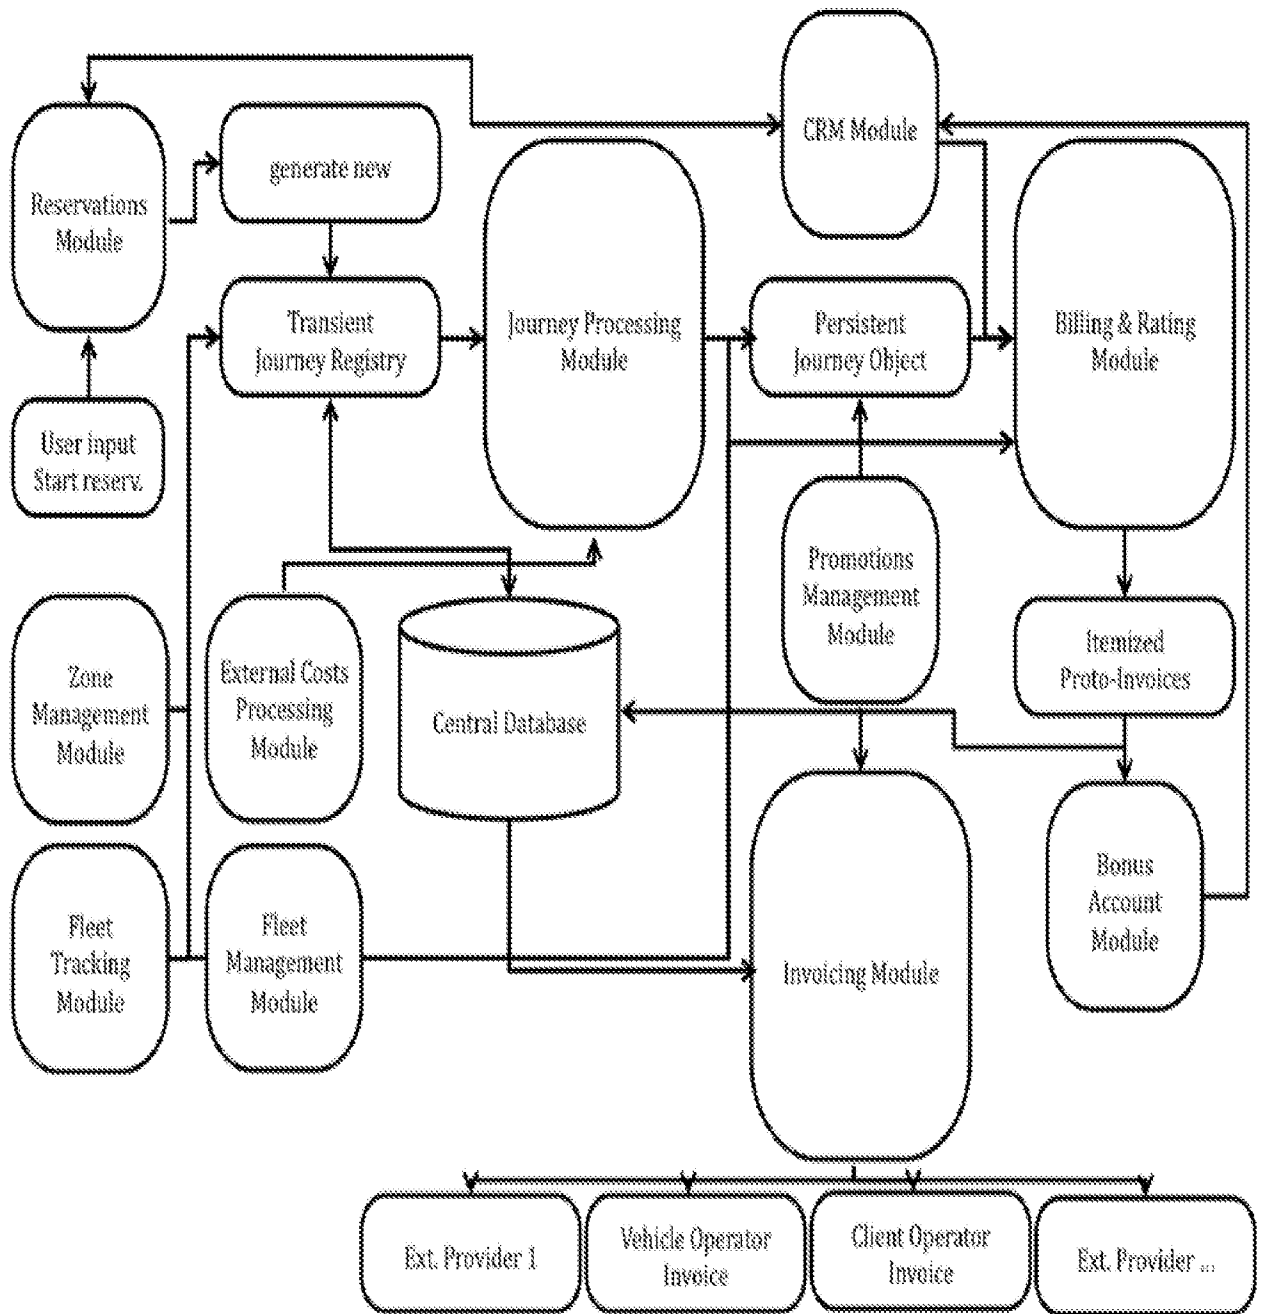 CRM Module
generate new
Reservations
Module
Transient
Journey Registry
Journey Processing
Module
Persistent
Journey Object
Billing & Rating
Module
User input
Start reserv.
Promotions
Management
Module
Zone
Management
Module
External Costs
Processing
Module
Central Database
Itemized
Proto-Invoices
Fleet
Tracking
Module
Fleet
Management
Module
Invoicing Module
Bonus
Account
Module
Ext. Provider 1
Vehicle Operator
Invoice
Client Operator
Invoice
Ext. Provider ...